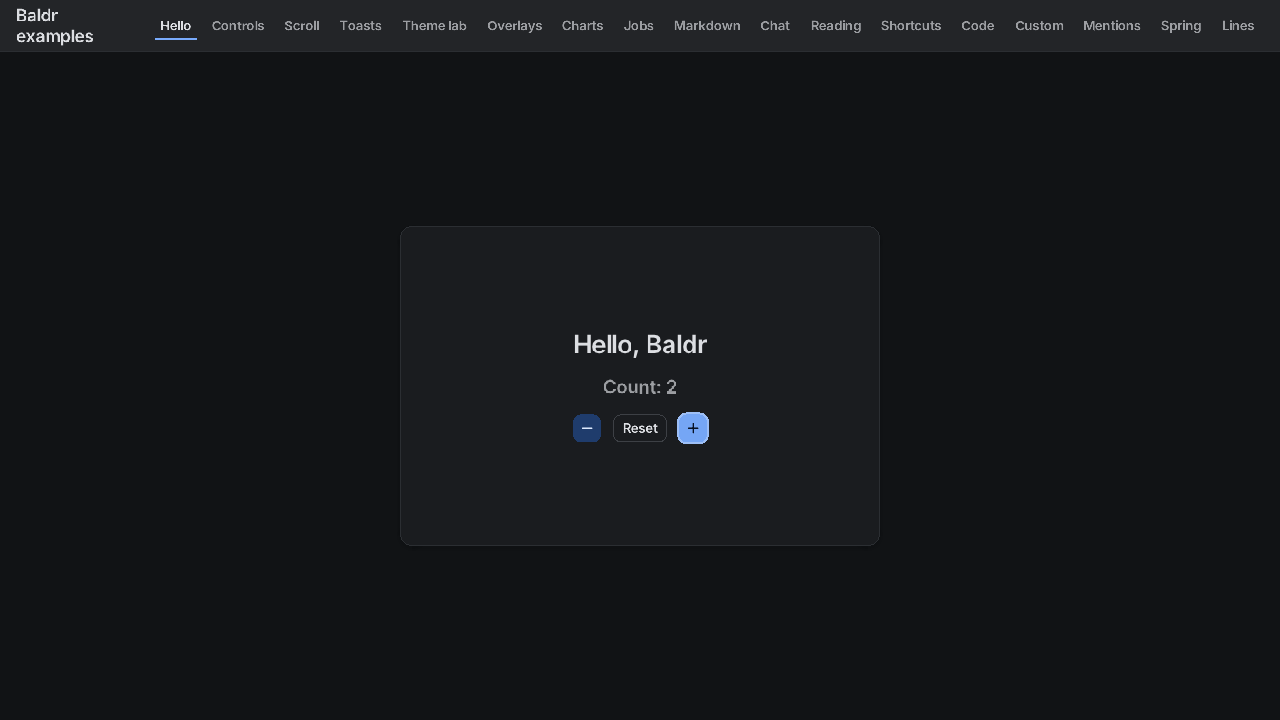 Baldr
examples
Hello Controls Scroll Toasts Theme lab Overlays Charts Jobs Markdown Chat Reading Shortcuts Code Custom Mentions Spring Lines
Hello, Baldr
Count: 2
− Reset +